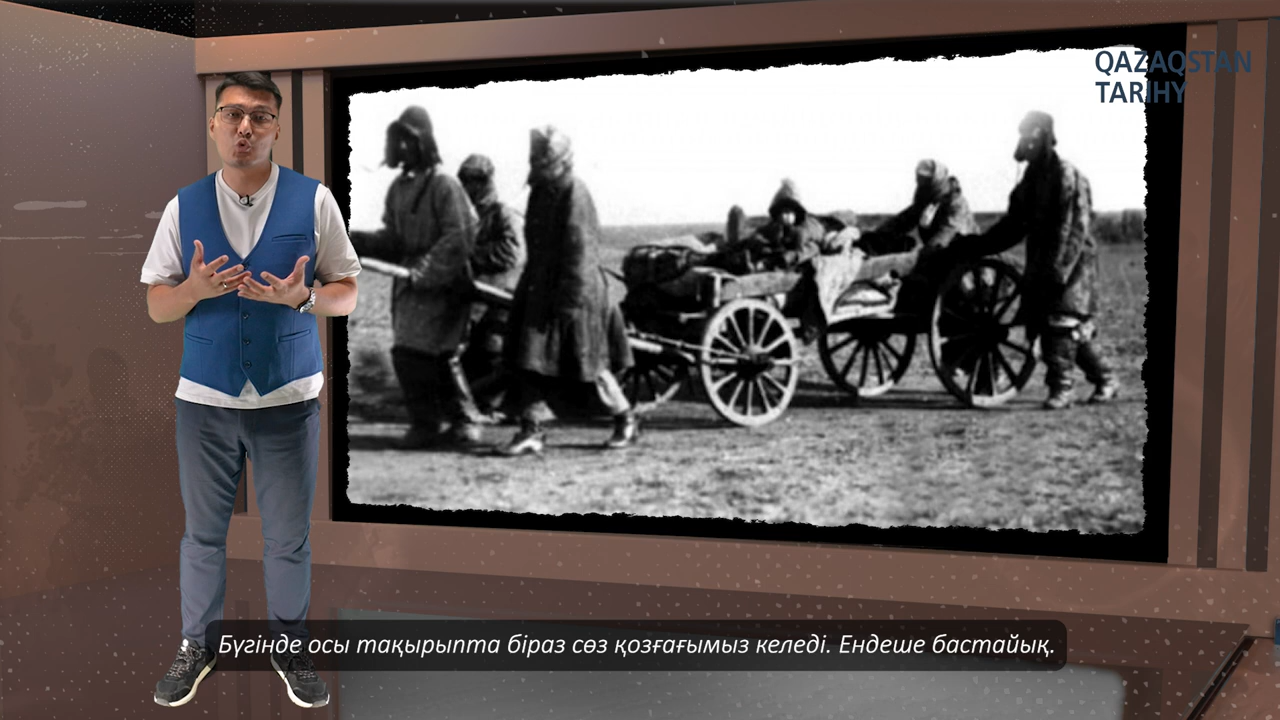 QAZAQSTAN
TARIHY
Бүгінде осы тақырыпта біраз сөз қозғағымыз келеді. Ендеше бастайық.